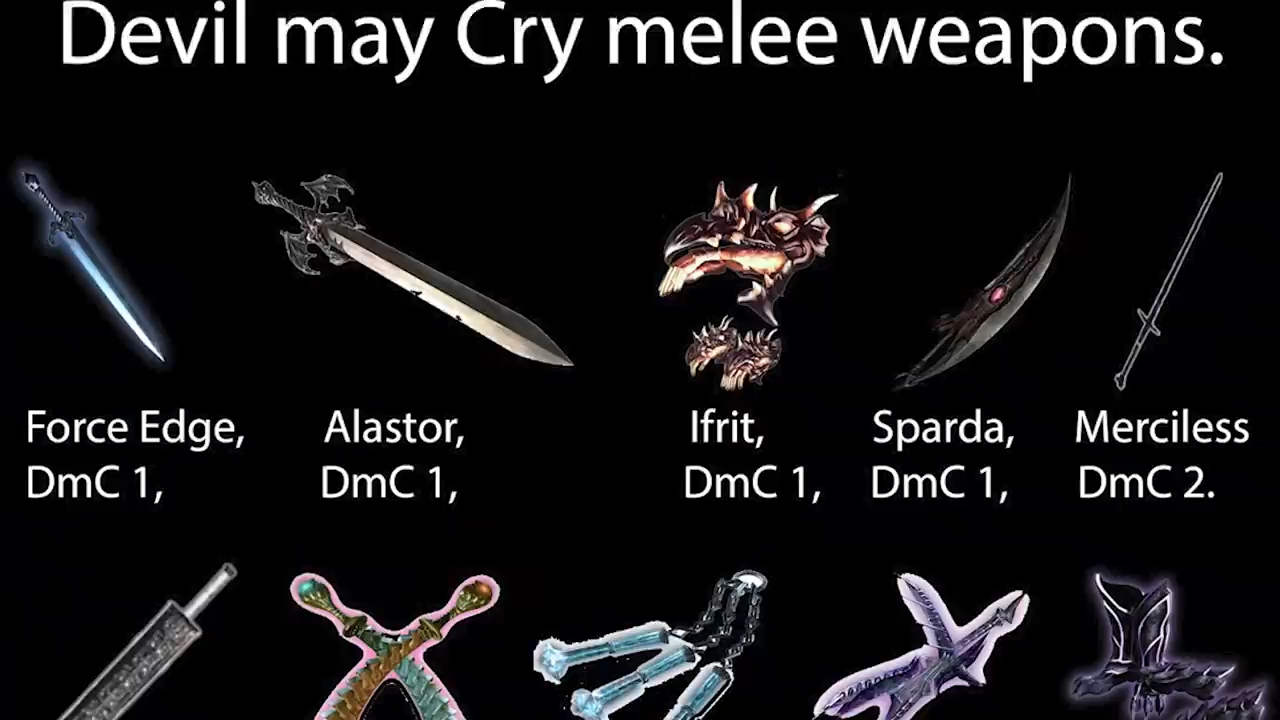 Devil may Cry melee weapons.
Force Edge, Alastor, Ifrit, Sparda, Merciless
DmC 1, DmC 1, DmC 1, DmC 1, DmC 2.